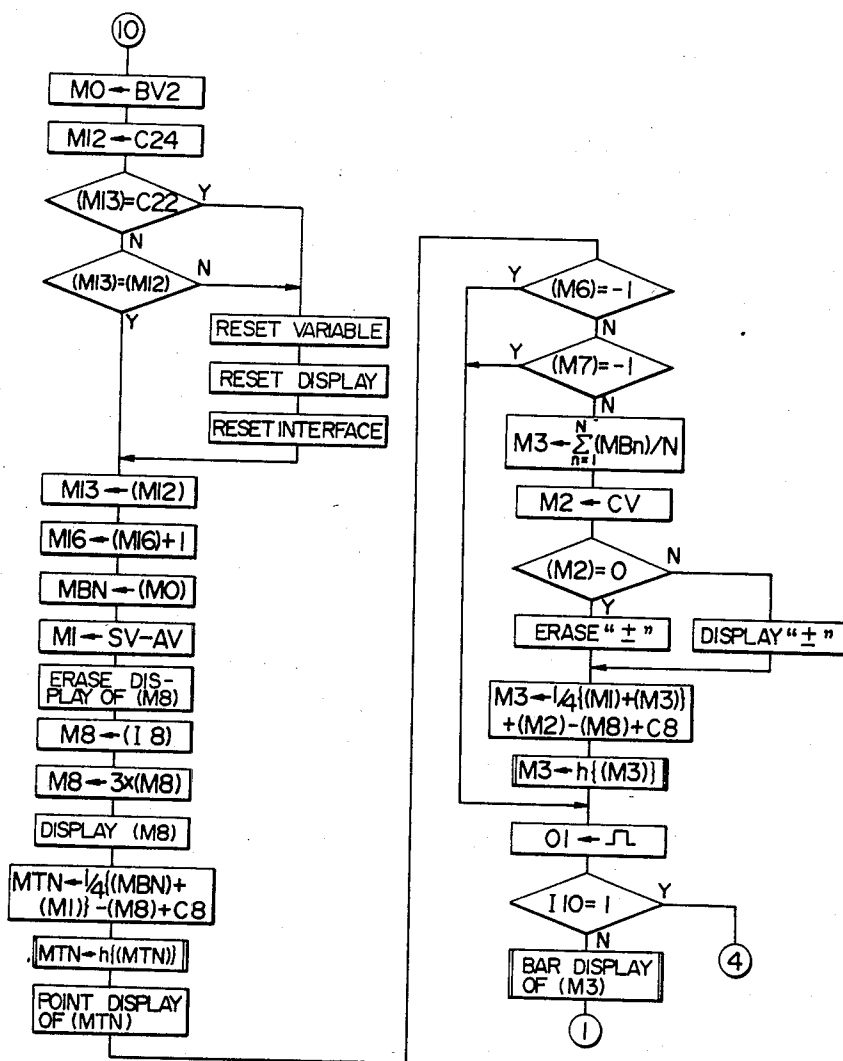 10
M0←BV2
M12←C24
(M13)=C22
Y
N
(M13)=(M12)
N
Y
RESET VARIABLE
RESET DISPLAY
RESET INTERFACE
M13←(M12)
M16←(M16)+1
MBN←(M0)
M1←SV-AV
ERASE DIS-
PLAY OF (M8)
M8←(I8)
M8←3x(M8)
DISPLAY (M8)
MTN←1/4{(MBN)+
(M1)}-(M8)+C8
MTN←h{(MTN)}
POINT DISPLAY
OF (MTN)
Y
(M6)=-1
N
Y
(M7)=-1
N
M3←∑(MBn)/N
N
n=1
M2←CV
(M2)=0
N
Y
ERASE "±"
DISPLAY "±"
M3←1/4{(M1)+(M3)}
+(M2)-(M8)+C8
M3←h{(M3)}
O1←⎍
I10=1
Y
N
4
BAR DISPLAY
OF (M3)
1